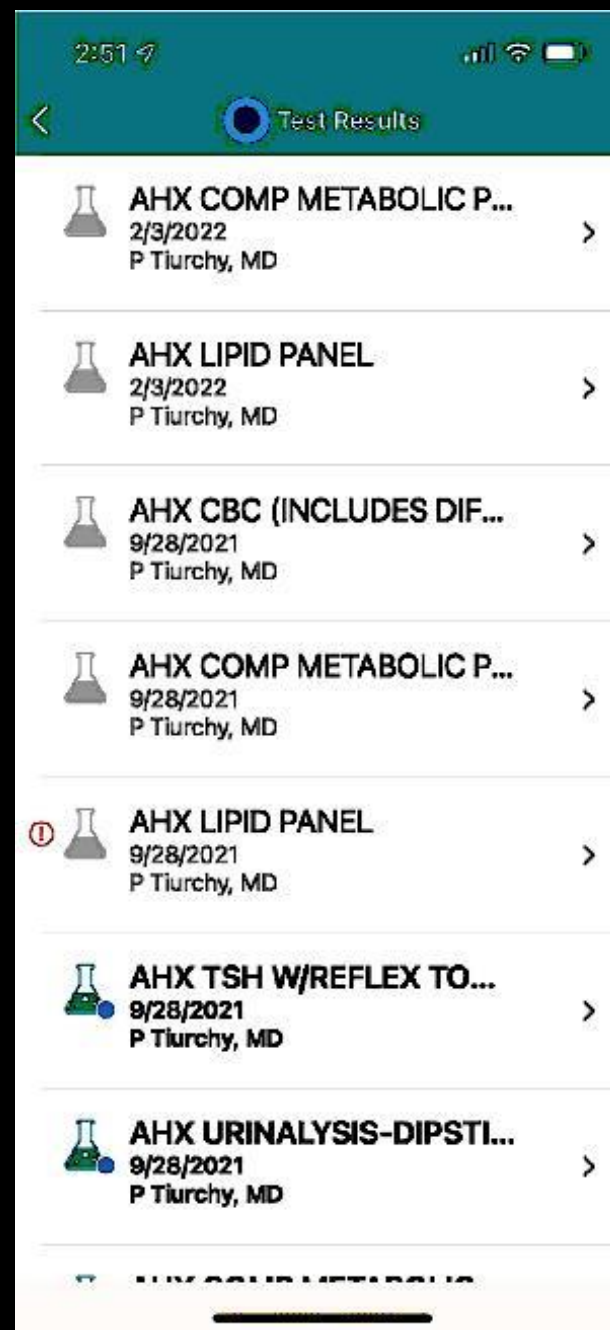 2:51
Test Results
AHX COMP METABOLIC P...
2/3/2022
P Tiurchy, MD
AHX LIPID PANEL
2/3/2022
P Tiurchy, MD
AHX CBC (INCLUDES DIF...
9/28/2021
P Tiurchy, MD
AHX COMP METABOLIC P...
9/28/2021
P Tiurchy, MD
AHX LIPID PANEL
9/28/2021
P Tiurchy, MD
AHX TSH W/REFLEX TO...
9/28/2021
P Tiurchy, MD
AHX URINALYSIS-DIPSTI...
9/28/2021
P Tiurchy, MD